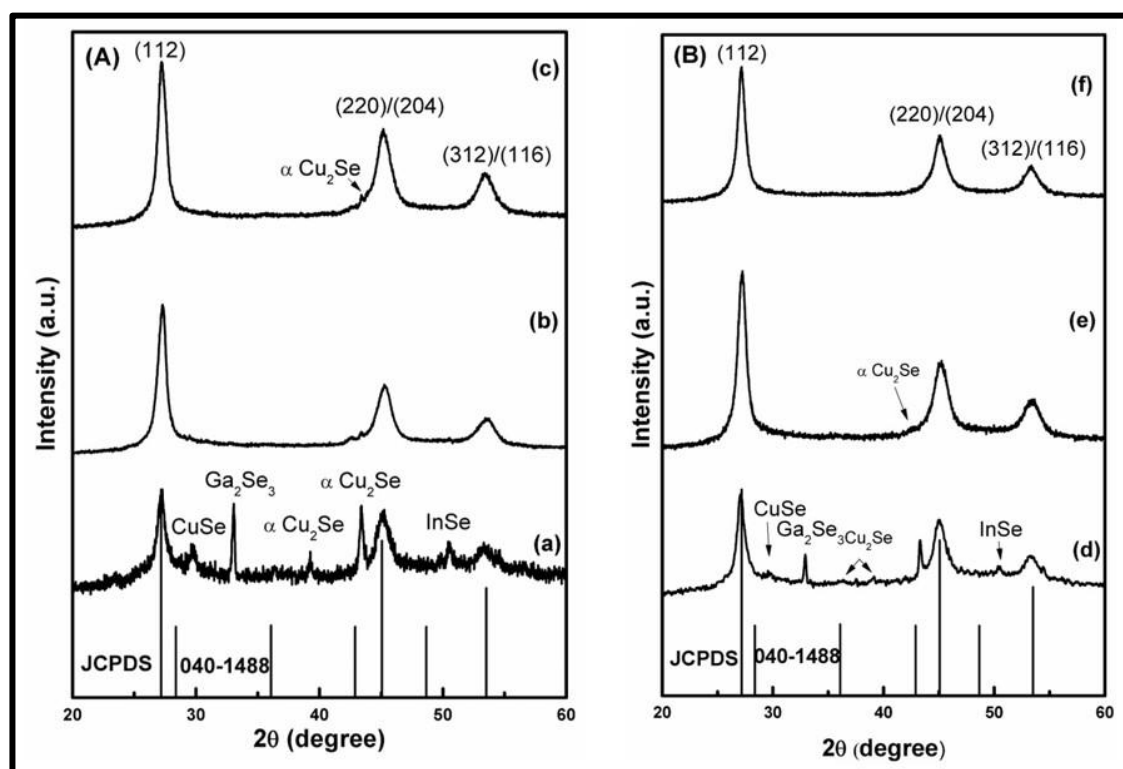 (A)
(112)
(c)
(220)/(204)
(312)/(116)
α Cu₂Se
(b)
Ga₂Se₃
α Cu₂Se
CuSe
α Cu₂Se
InSe
(a)
JCPDS
040-1488
20 30 40 50 60
2θ (degree)
Intensity (a.u.)
(B)
(112)
(f)
(220)/(204)
(312)/(116)
(e)
α Cu₂Se
CuSe
Ga₂Se₃
Cu₂Se
InSe
(d)
JCPDS
040-1488
20 30 40 50 60
2θ (degree)
Intensity (a.u.)